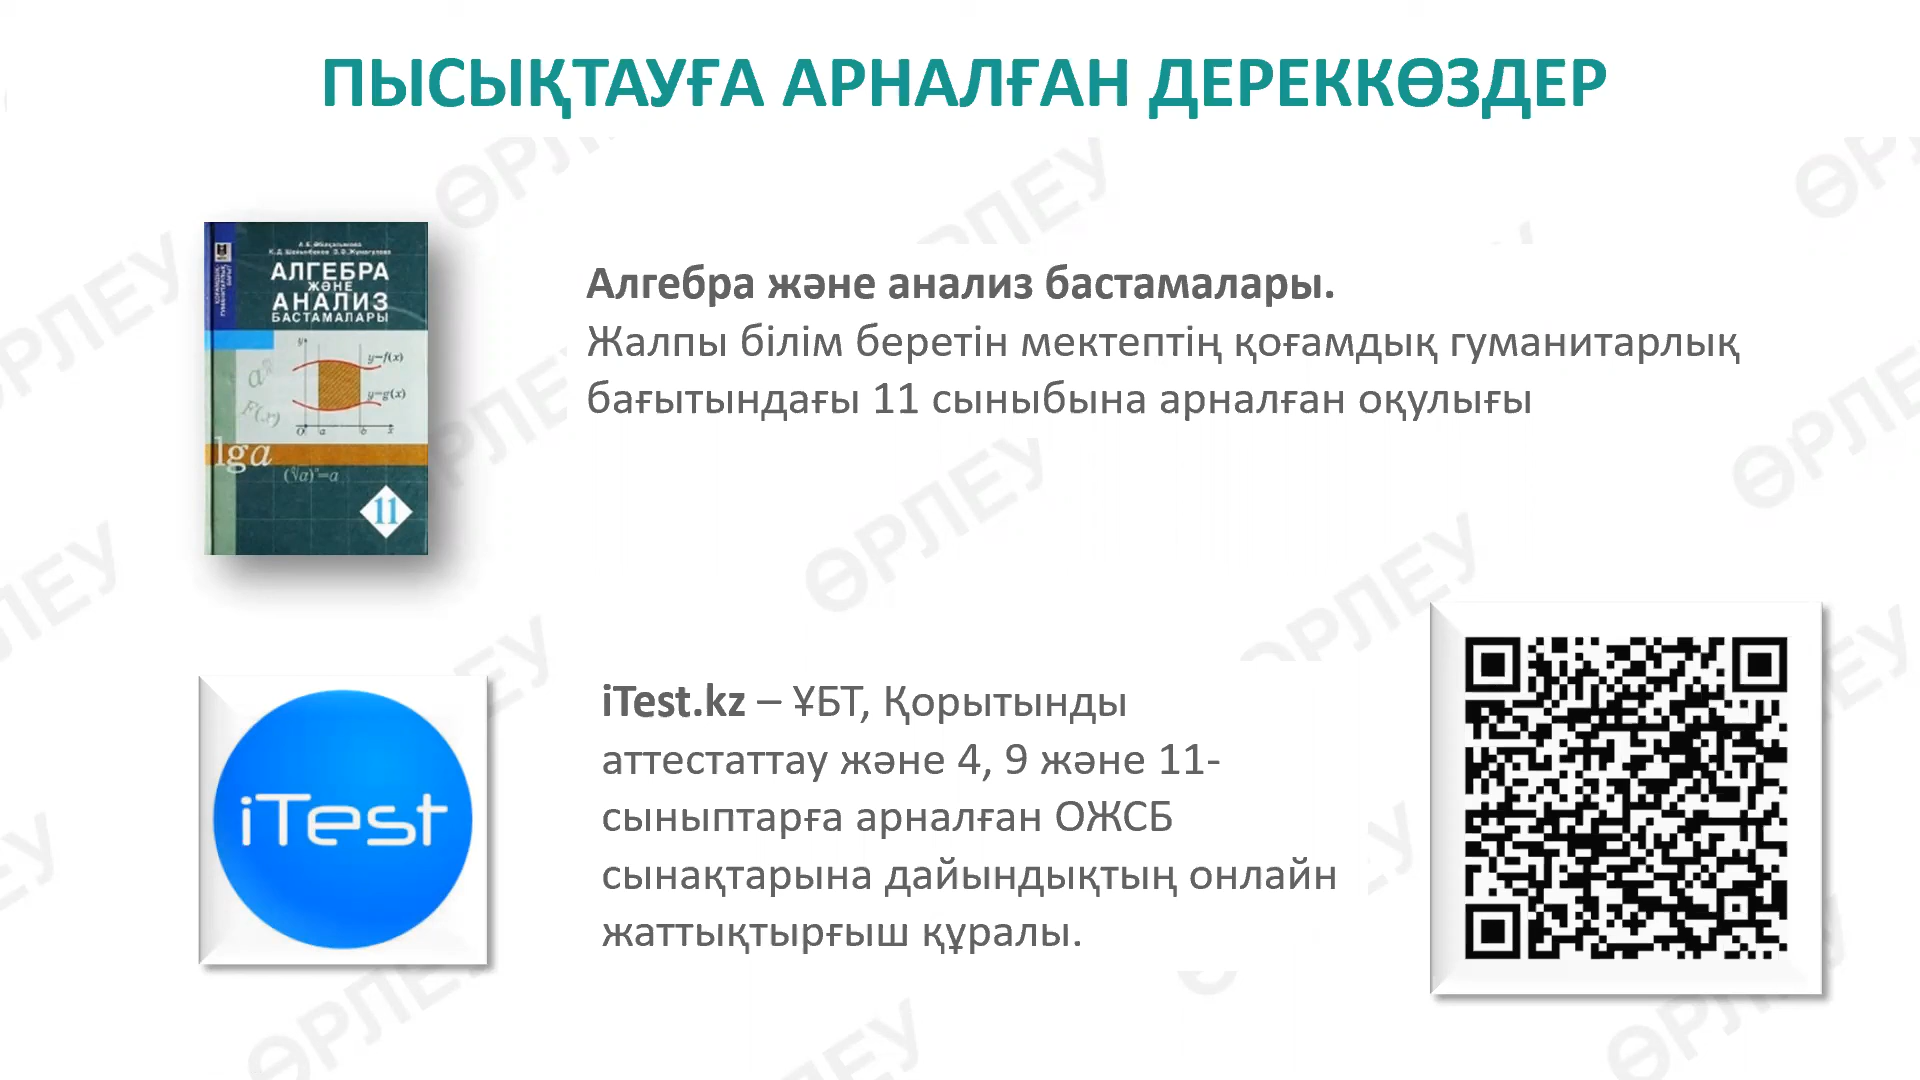 ПЫСЫҚТАУҒА АРНАЛҒАН ДЕРЕККӨЗДЕР
АЛГЕБРА
ЖӘНЕ
АНАЛИЗ
БАСТАМАЛАРЫ
y=f(x)
y=g(x)
F(x)
lga
11
Алгебра және анализ бастамалары.
Жалпы білім беретін мектептің қоғамдық гуманитарлық
бағытындағы 11 сыныбына арналған оқулығы
iTest
iTest.kz – ҰБТ, Қорытынды
аттестаттау және 4, 9 және 11-
сыныптарға арналған ОЖСБ
сынақтарына дайындықтың онлайн
жаттықтырғыш құралы.
ӨРЛЕУ